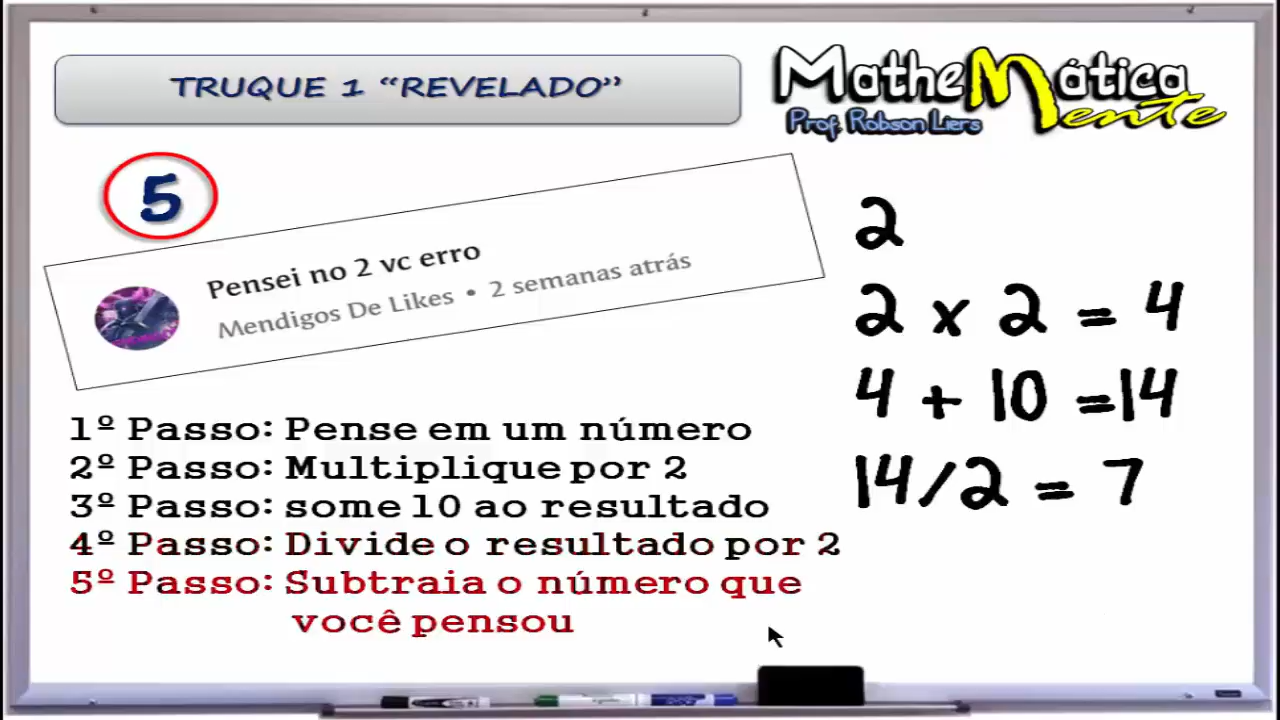 TRUQUE 1 “REVELADO”
MatheMática
mente
Prof. Robson Liers
5
Pensei no 2 vc erro
Mendigos De Likes • 2 semanas atrás
1º Passo: Pense em um número
2º Passo: Multiplique por 2
3º Passo: some 10 ao resultado
4º Passo: Divide o resultado por 2
5º Passo: Subtraia o número que
você pensou
2
2 x 2 = 4
4 + 10 =14
14/2 = 7